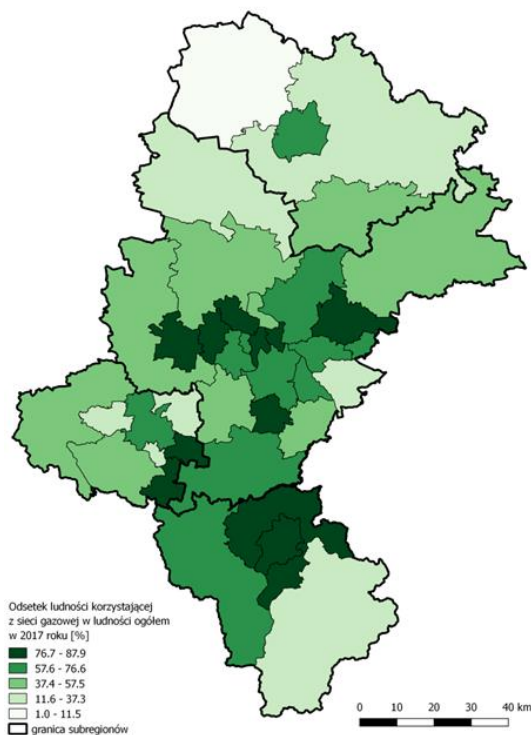 Odsetek ludności korzystającej
z sieci gazowej w ludności ogółem
w 2017 roku [%]
76.7 - 87.9
57.6 - 76.6
37.4 - 57.5
11.6 - 37.3
1.0 - 11.5
granica subregionów
0 10 20 30 40 km